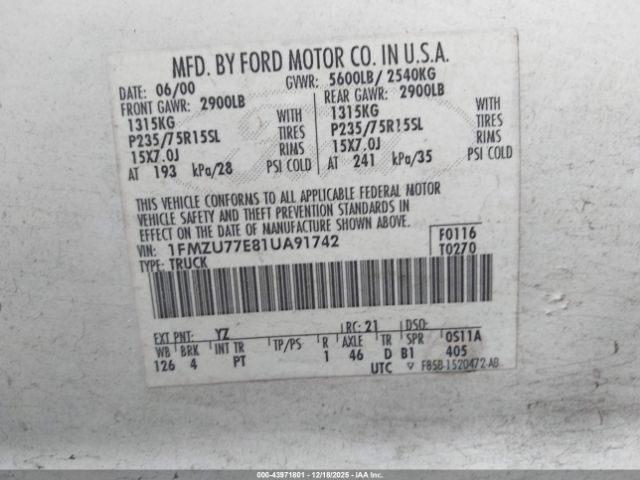 MFD. BY FORD MOTOR CO. IN U.S.A.
DATE: 06/00 GVWR: 5600LB/ 2540KG
FRONT GAWR: 2900LB REAR GAWR: 2900LB
1315KG WITH 1315KG WITH
P235/75R15SL TIRES P235/75R15SL TIRES
15X7.0J RIMS 15X7.0J RIMS
AT 193 kPa/28 PSI COLD AT 241 kPa/35 PSI COLD
THIS VEHICLE CONFORMS TO ALL APPLICABLE FEDERAL MOTOR
VEHICLE SAFETY AND THEFT PREVENTION STANDARDS IN
EFFECT ON THE DATE OF MANUFACTURE SHOWN ABOVE.
VIN: 1FMZU77E81UA91742 F0116
TYPE: TRUCK T0270
EXT PNT: YZ RC: 21 DSO:
WB BRK INT TR TP/PS R AXLE TR SPR OS11A
126 4 PT 1 46 D B1 405
UTC ▽ F85B-1520472-AB
000-43971801 - 12/18/2025 - IAAI, Inc.